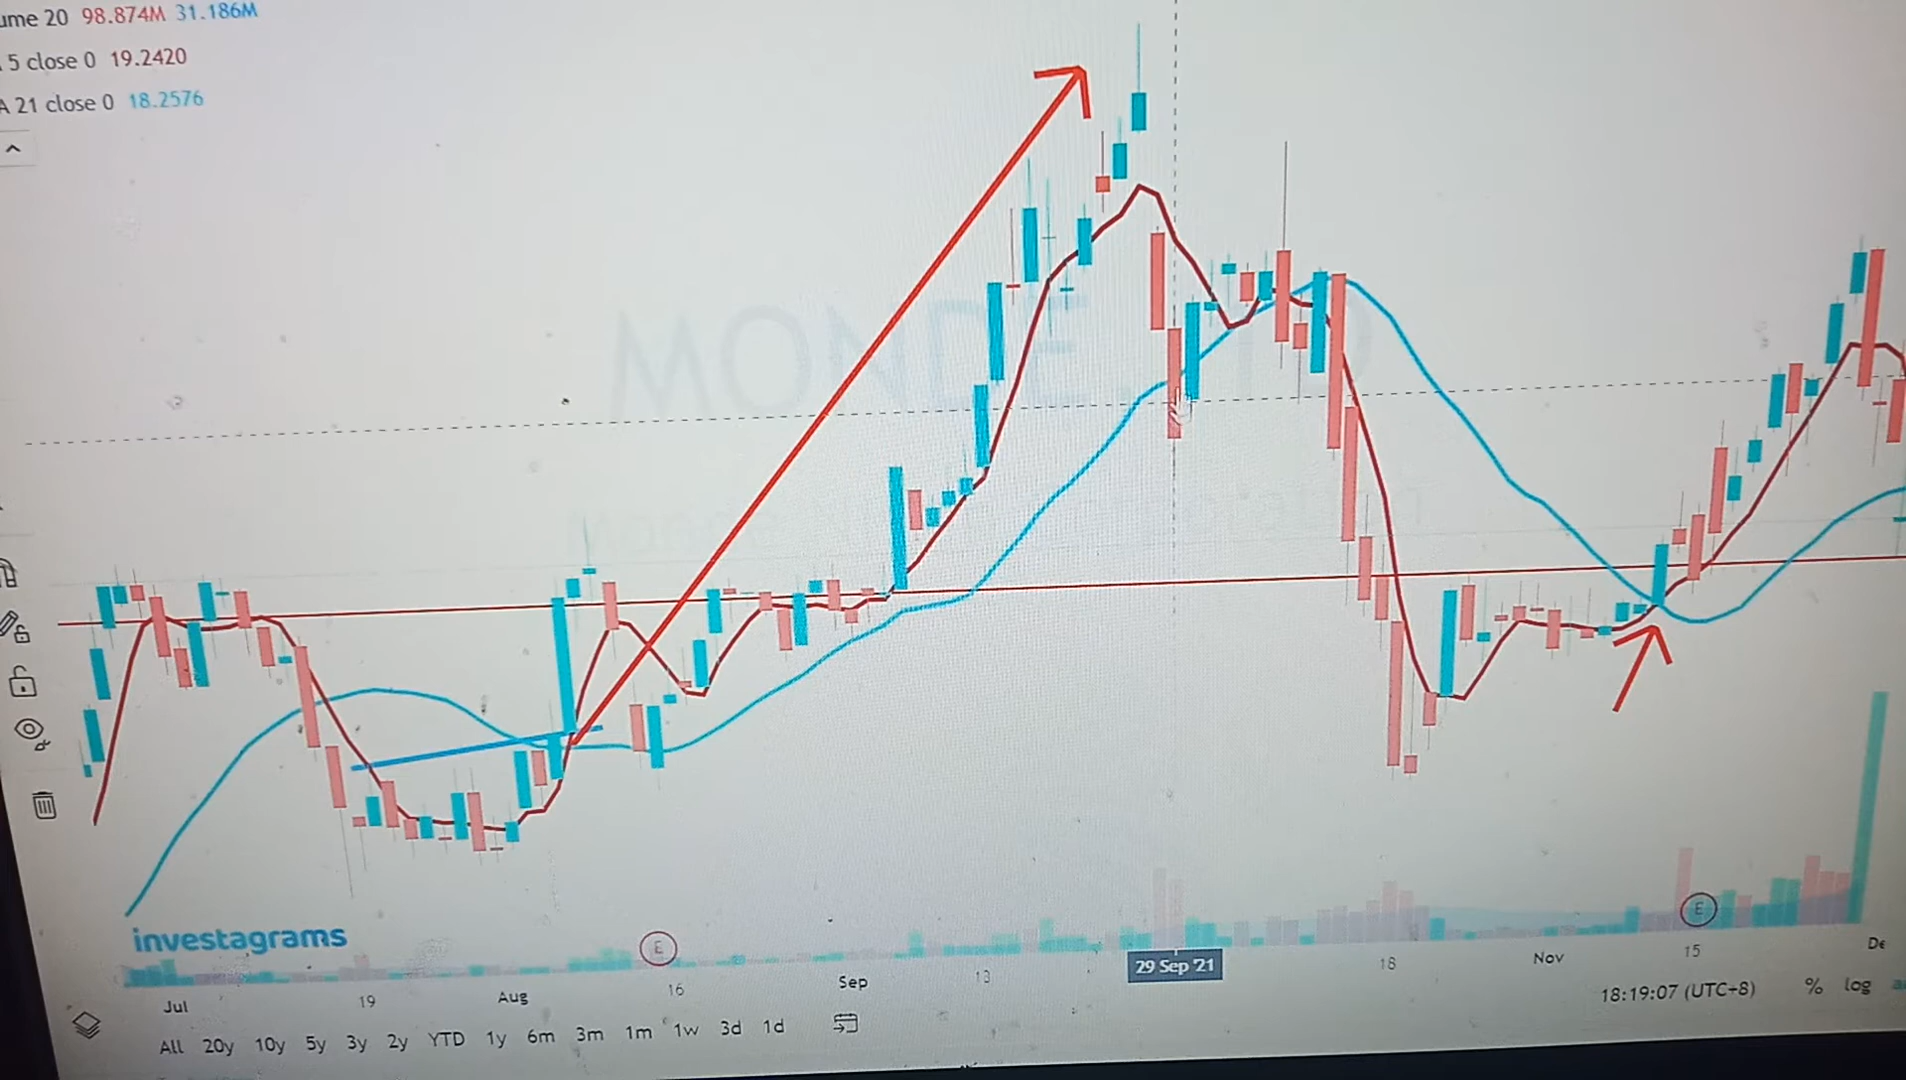 ume 20 98.874M 31.186M
5 close 0 19.2420
A 21 close 0 18.2576
MONDE, 1D
investagrams
E
E
Jul 19 Aug 16 Sep 13 29 Sep '21 18 Nov 15 De
18:19:07 (UTC+8) % log
All 20y 10y 5y 3y 2y YTD 1y 6m 3m 1m 1w 3d 1d